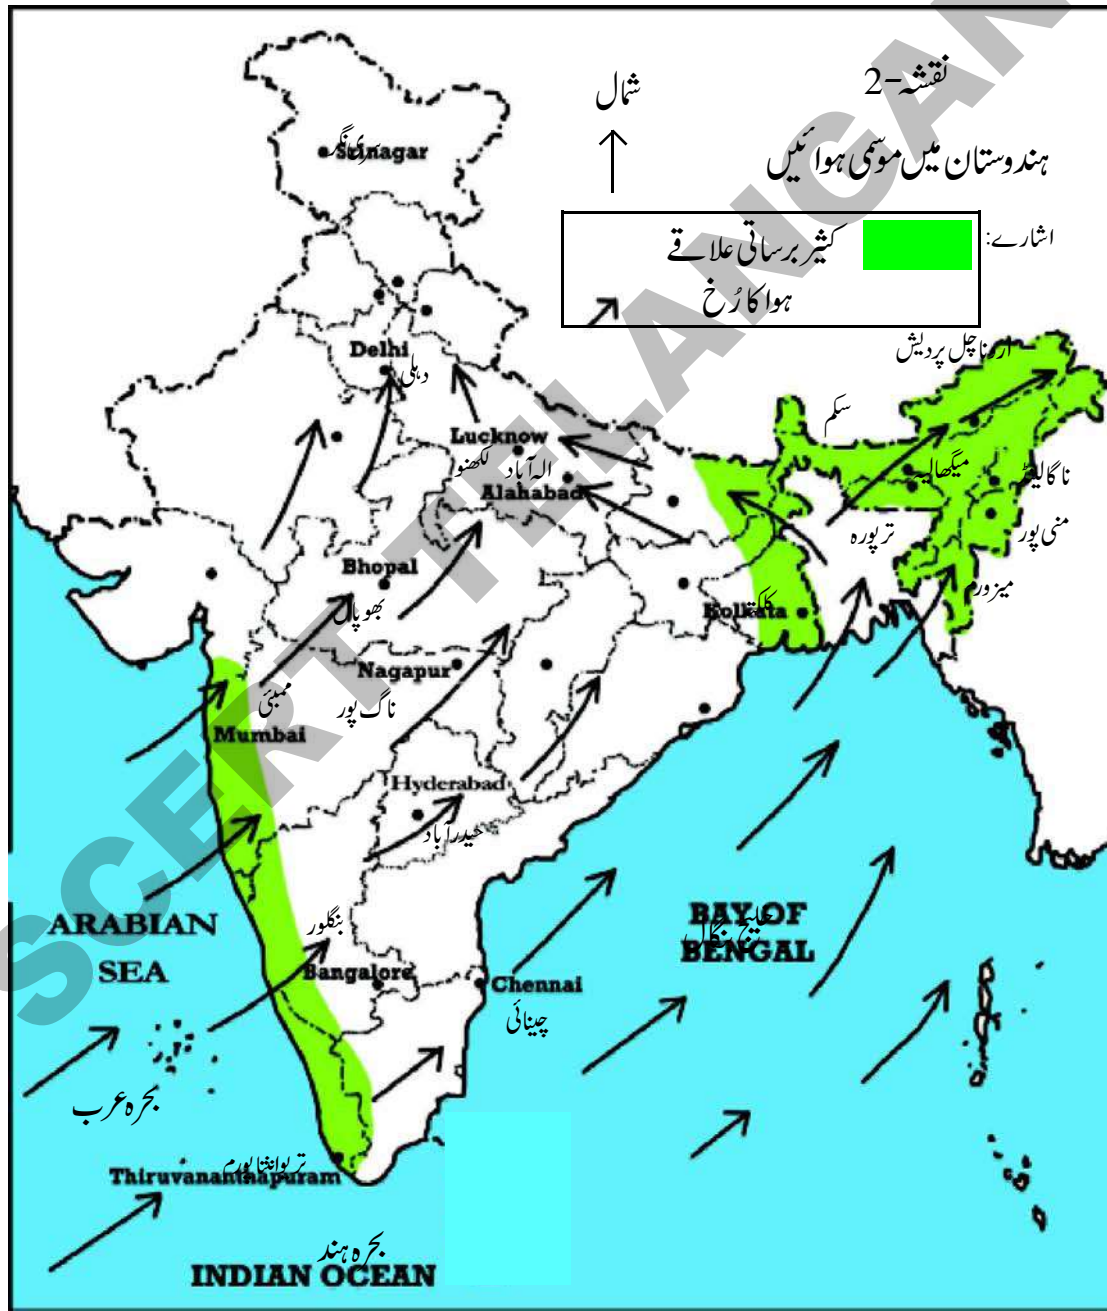 نقشہ-2
شمال
ہندوستان میں موسمی ہوائیں
اشارے:
کثیر برساتی علاقے
ہوا کا رُخ
Srinagar
سری نگر
Delhi
دہلی
اروناچل پردیش
سکم
Lucknow
لکھنو
الہ آباد
Alahabad
میگھالیہ
ناگالینڈ
منی پور
تریپورہ
میزورم
Bhopal
بھوپال
Kolkata
کلکتہ
Nagapur
ناگ پور
ممبئی
Mumbai
Hyderabad
حیدرآباد
ARABIAN
SEA
بحرہ عرب
بنگلور
Bangalore
Chennai
چینائی
BAY OF
BENGAL
خلیج بنگال
Thiruvananthapuram
بحرہ ہند
INDIAN OCEAN
SCERT TELANGANA